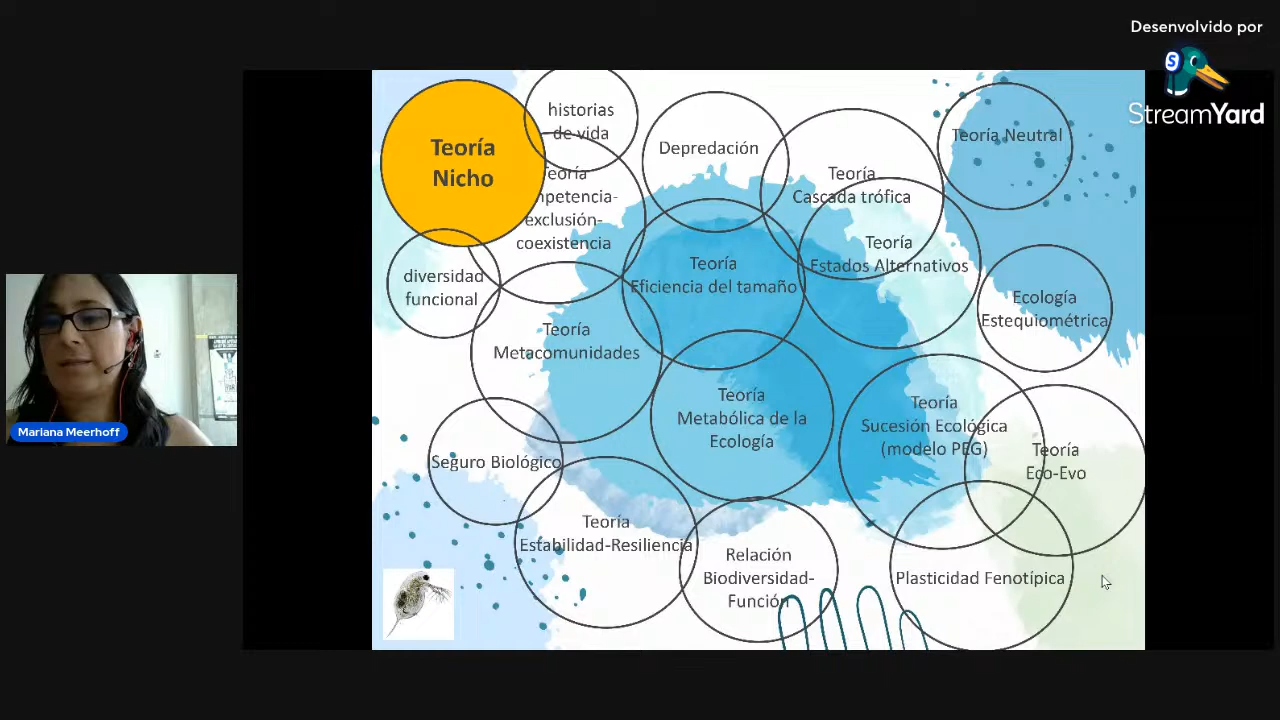 Desenvolvido por
StreamYard
Teoría
Nicho
historias
de vida
Teoría
mpetencia-
exclusión-
coexistencia
Depredación
Teoría
Cascada trófica
Teoría Neutral
diversidad
funcional
Teoría
Eficiencia del tamaño
Teoría
Estados Alternativos
Ecología
Estequiométrica
Teoría
Metacomunidades
Teoría
Metabólica de la
Ecología
Teoría
Sucesión Ecológica
(modelo PEG)
Teoría
Eco-Evo
Seguro Biológico
Teoría
Estabilidad-Resiliencia
Relación
Biodiversidad-
Función
Plasticidad Fenotípica
Mariana Meerhoff